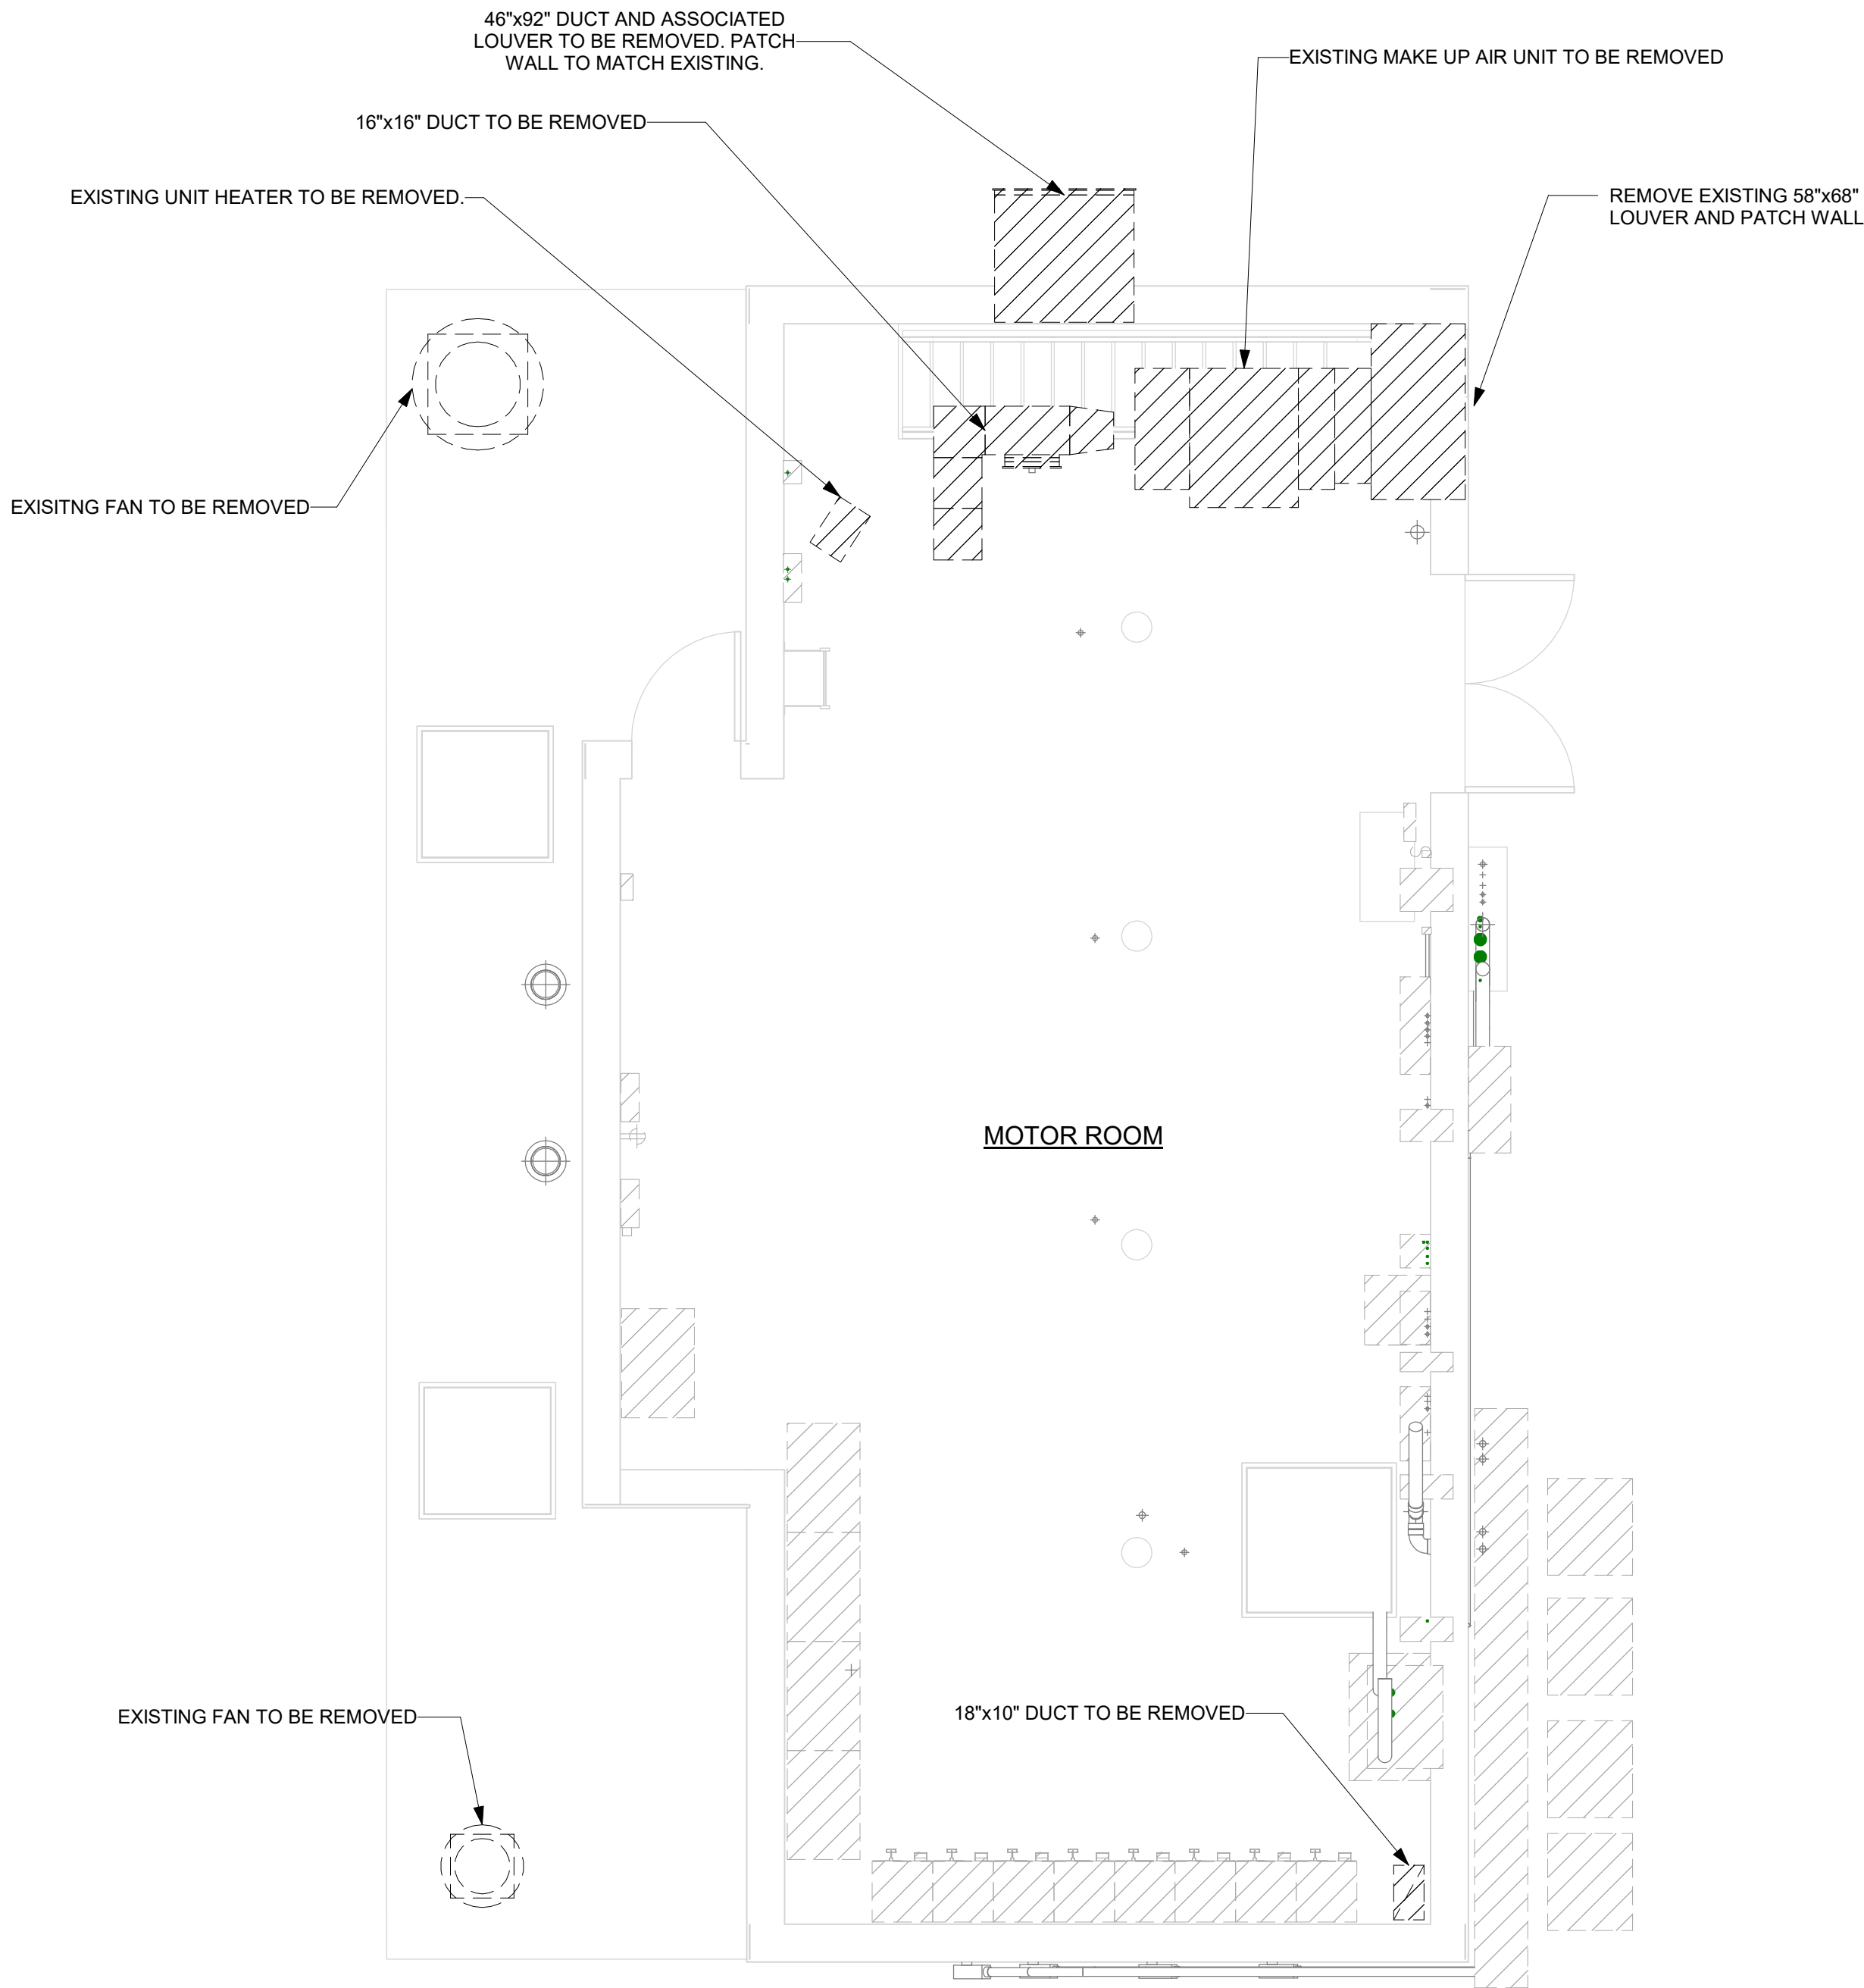 46"x92" DUCT AND ASSOCIATED
LOUVER TO BE REMOVED. PATCH
WALL TO MATCH EXISTING.
EXISTING MAKE UP AIR UNIT TO BE REMOVED
16"x16" DUCT TO BE REMOVED
EXISTING UNIT HEATER TO BE REMOVED.
REMOVE EXISTING 58"x68"
LOUVER AND PATCH WALL
EXISITNG FAN TO BE REMOVED
MOTOR ROOM
18"x10" DUCT TO BE REMOVED
EXISTING FAN TO BE REMOVED